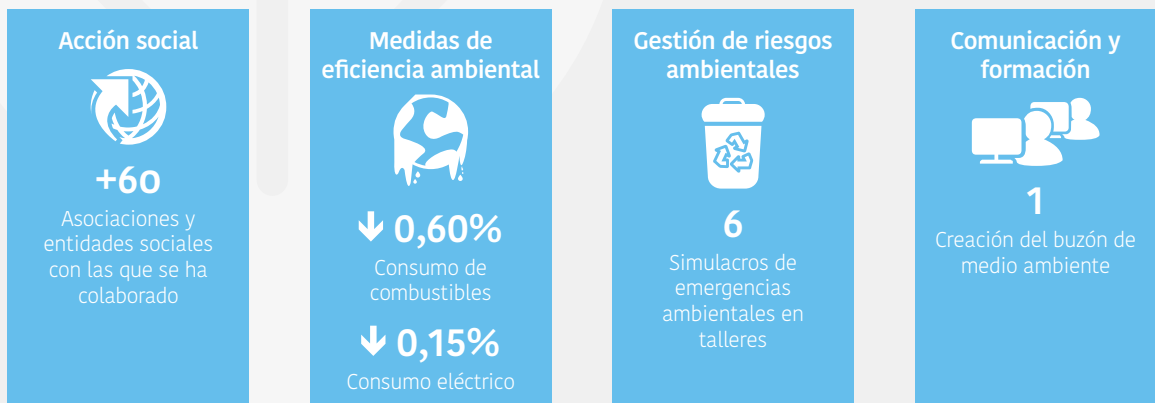 Acción social
+60
Asociaciones y
entidades sociales
con las que se ha
colaborado
Medidas de
eficiencia ambiental
↓ 0,60%
Consumo de
combustibles
↓ 0,15%
Consumo eléctrico
Gestión de riesgos
ambientales
6
Simulacros de
emergencias
ambientales en
talleres
Comunicación y
formación
1
Creación del buzón de
medio ambiente